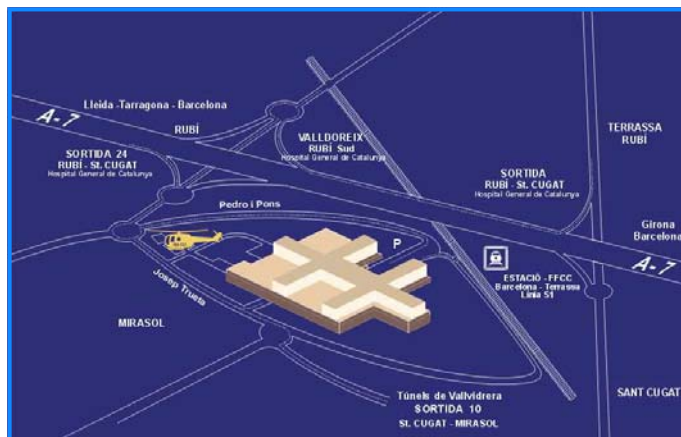 Lleida -Tarragona - Barcelona
A-7
RUBÍ
VALLDOREIX
RUBÍ Sud
Hospital General de Catalunya
TERRASSA
RUBÍ
SORTIDA 24
RUBÍ - St. CUGAT
Hospital General de Catalunya
SORTIDA
RUBÍ - St. CUGAT
Hospital General de Catalunya
Pedro i Pons
Girona
Barcelona
P
A-7
ESTACIÓ - FFCC
Barcelona - Terrassa
Línia S1
Josep Trueta
MIRASOL
Túnels de Vallvidrera
SORTIDA 10
St. CUGAT - MIRASOL
SANT CUGAT